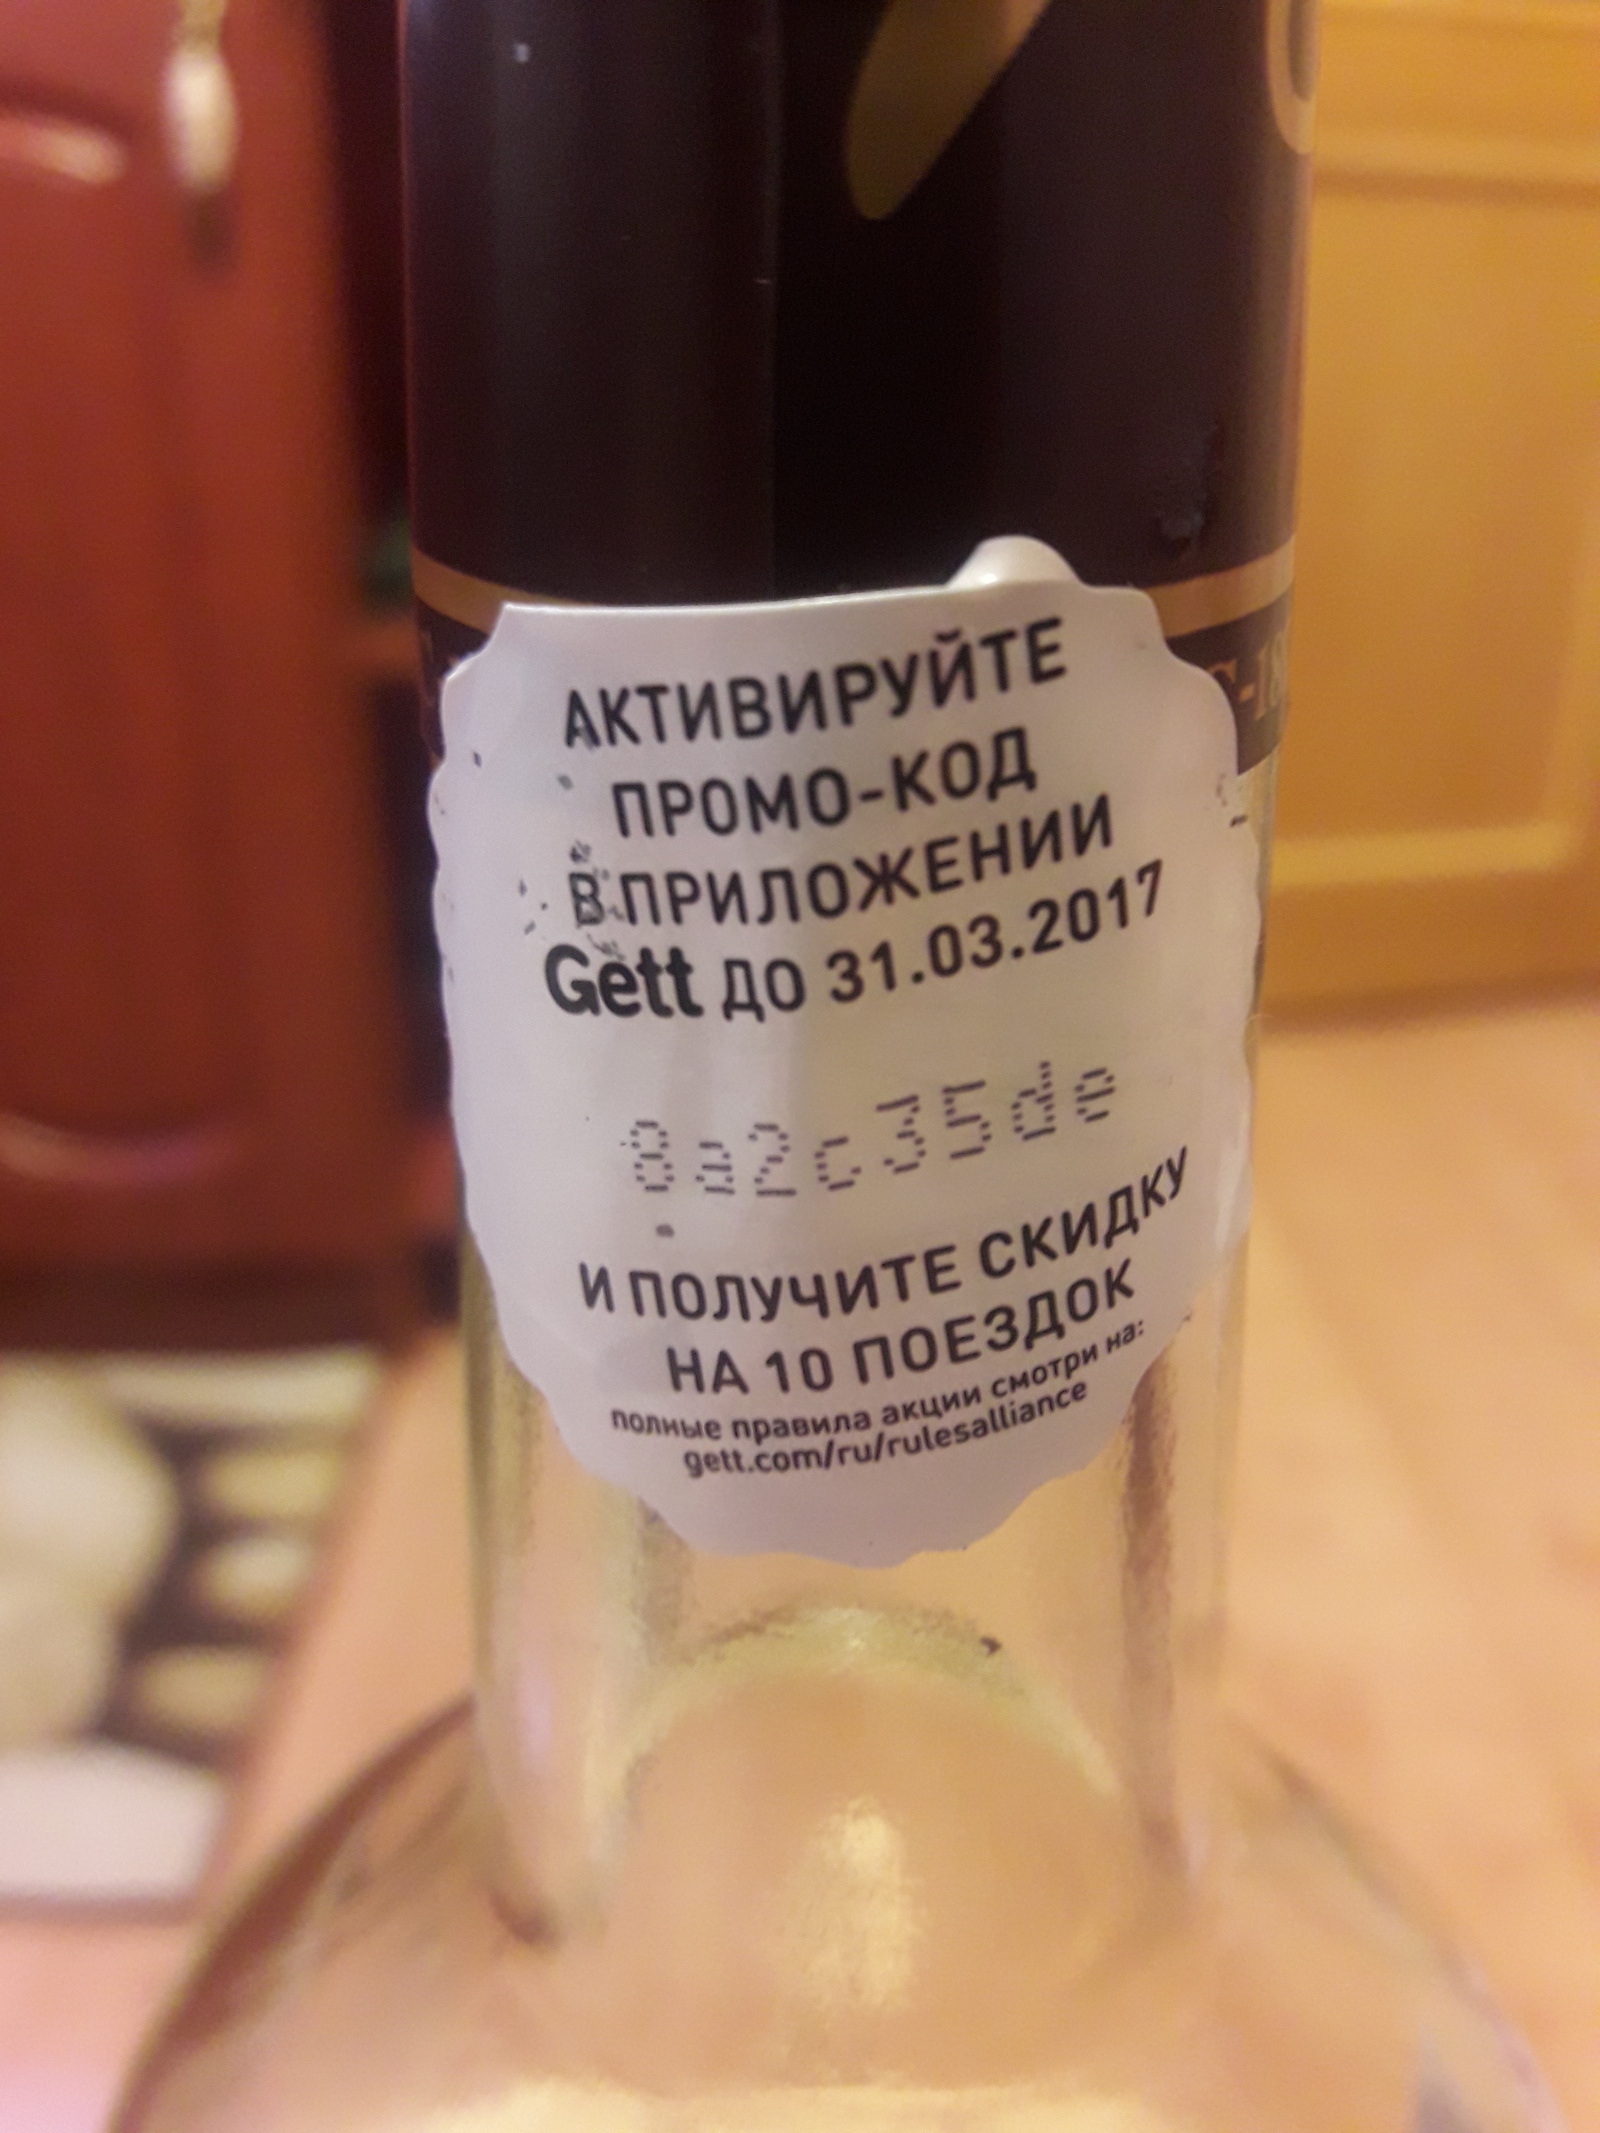 АКТИВИРУЙТЕ
ПРОМО-КОД
В ПРИЛОЖЕНИИ
Gett ДО 31.03.2017
8a2c35de
И ПОЛУЧИТЕ СКИДКУ
НА 10 ПОЕЗДОК
полные правила акции смотри на:
gett.com/ru/rulesalliance